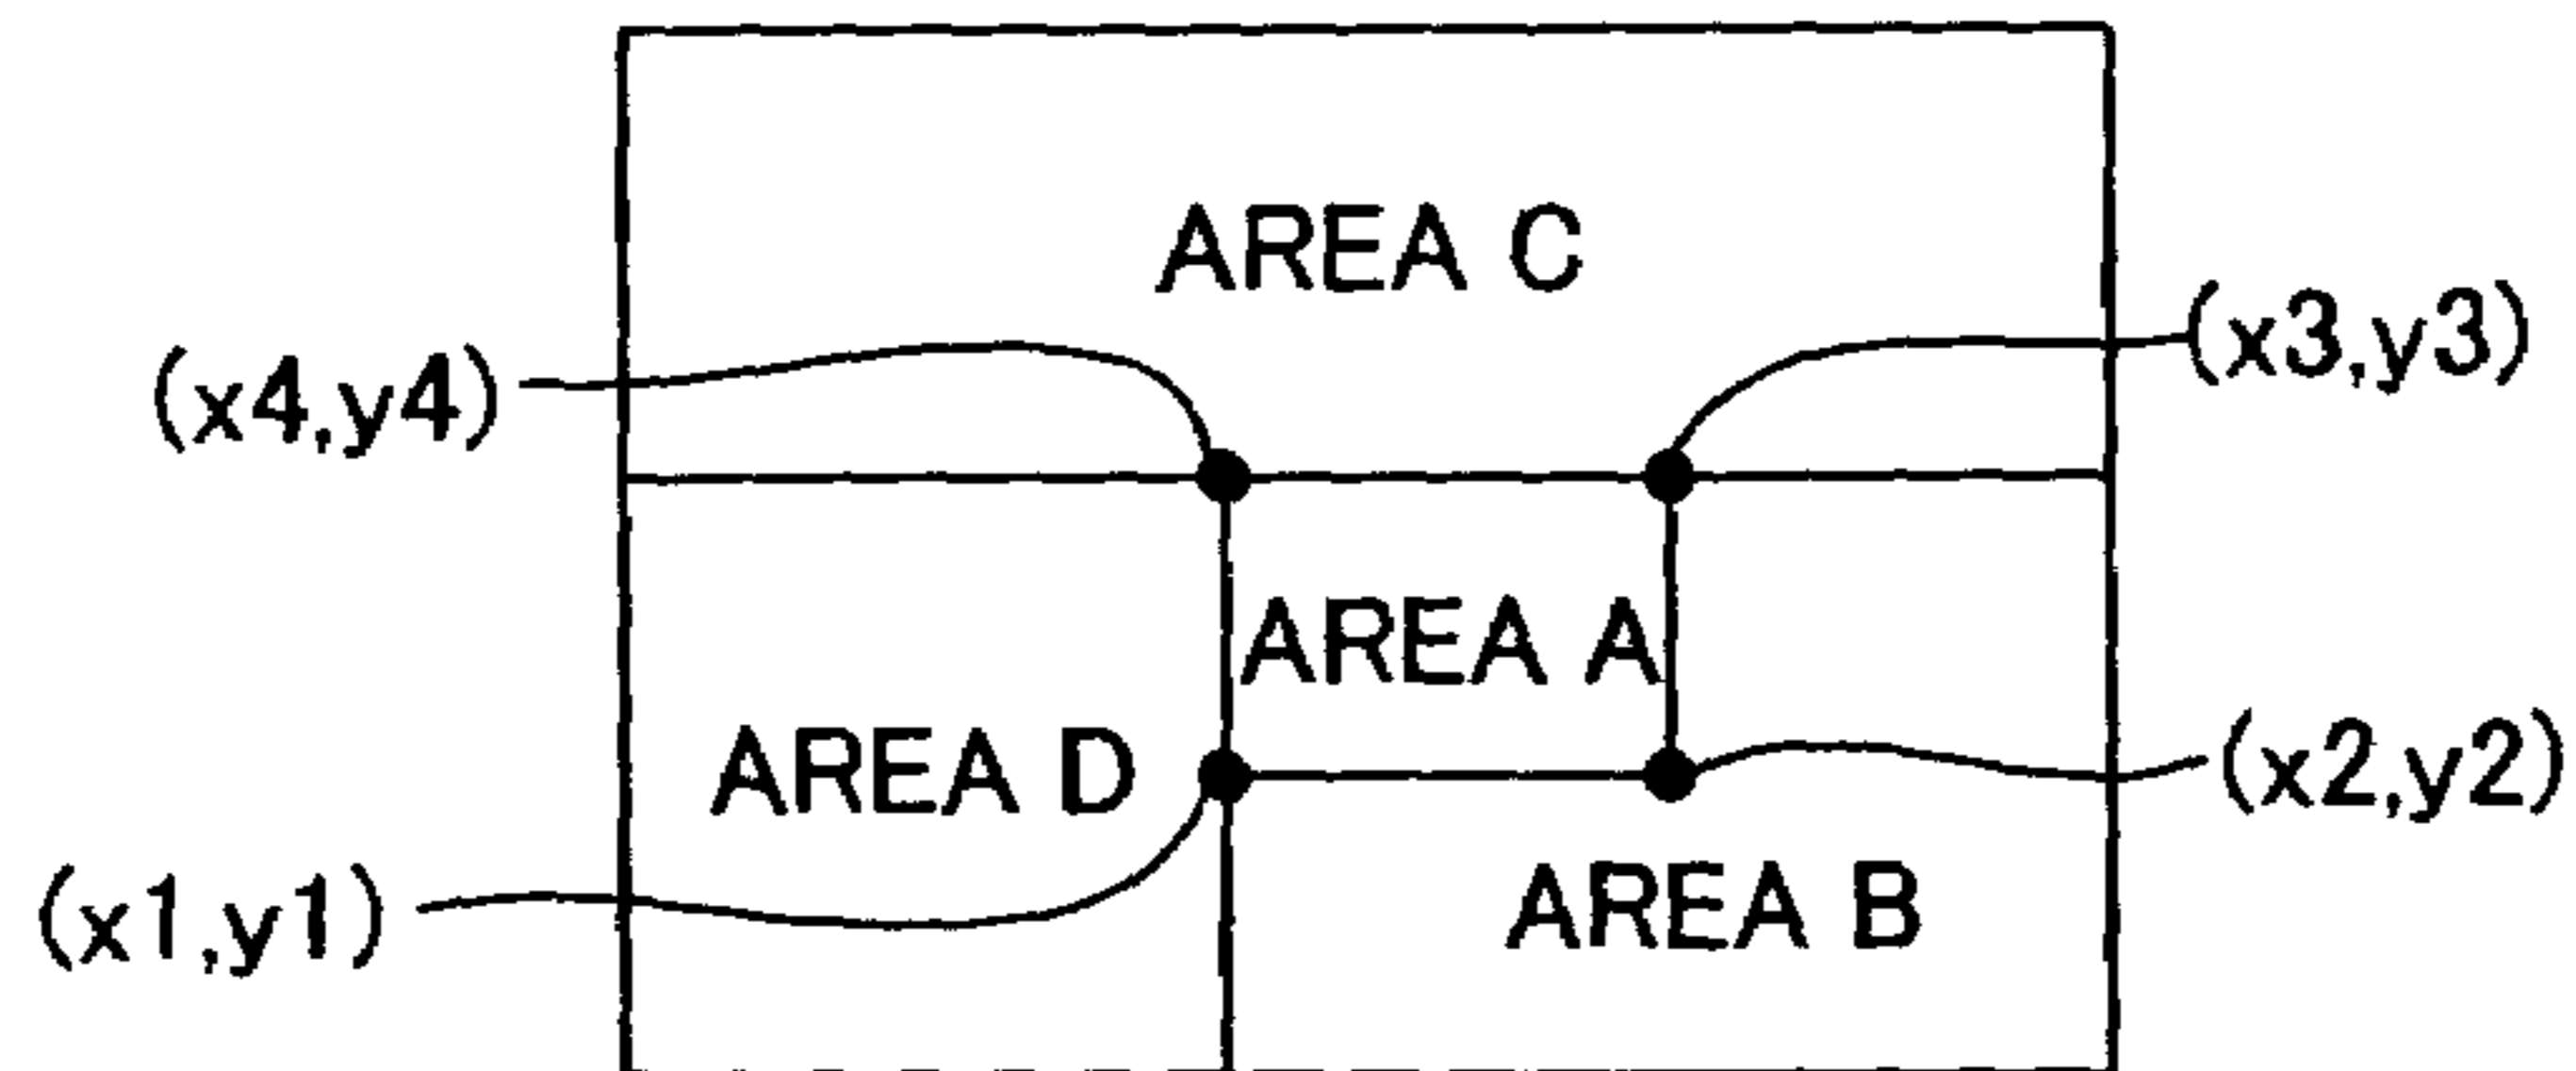 AREA C
(x3,y3)
(x4,y4)
AREA A
AREA D
(x2,y2)
(x1,y1)
AREA B